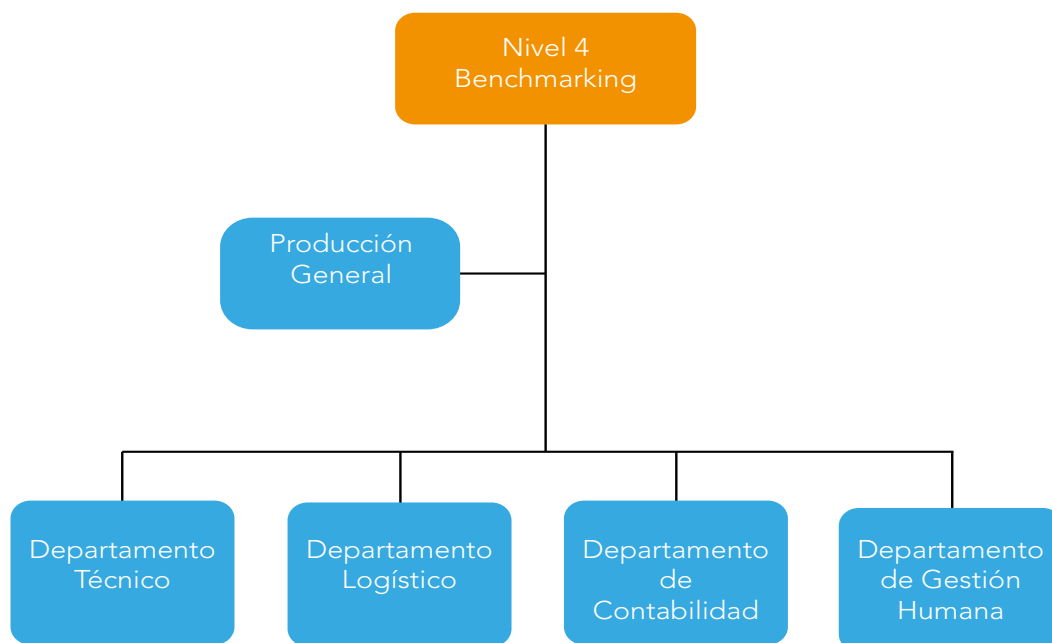 Nivel 4
Benchmarking
Producción
General
Departamento
Técnico
Departamento
Logístico
Departamento
de
Contabilidad
Departamento
de Gestión
Humana